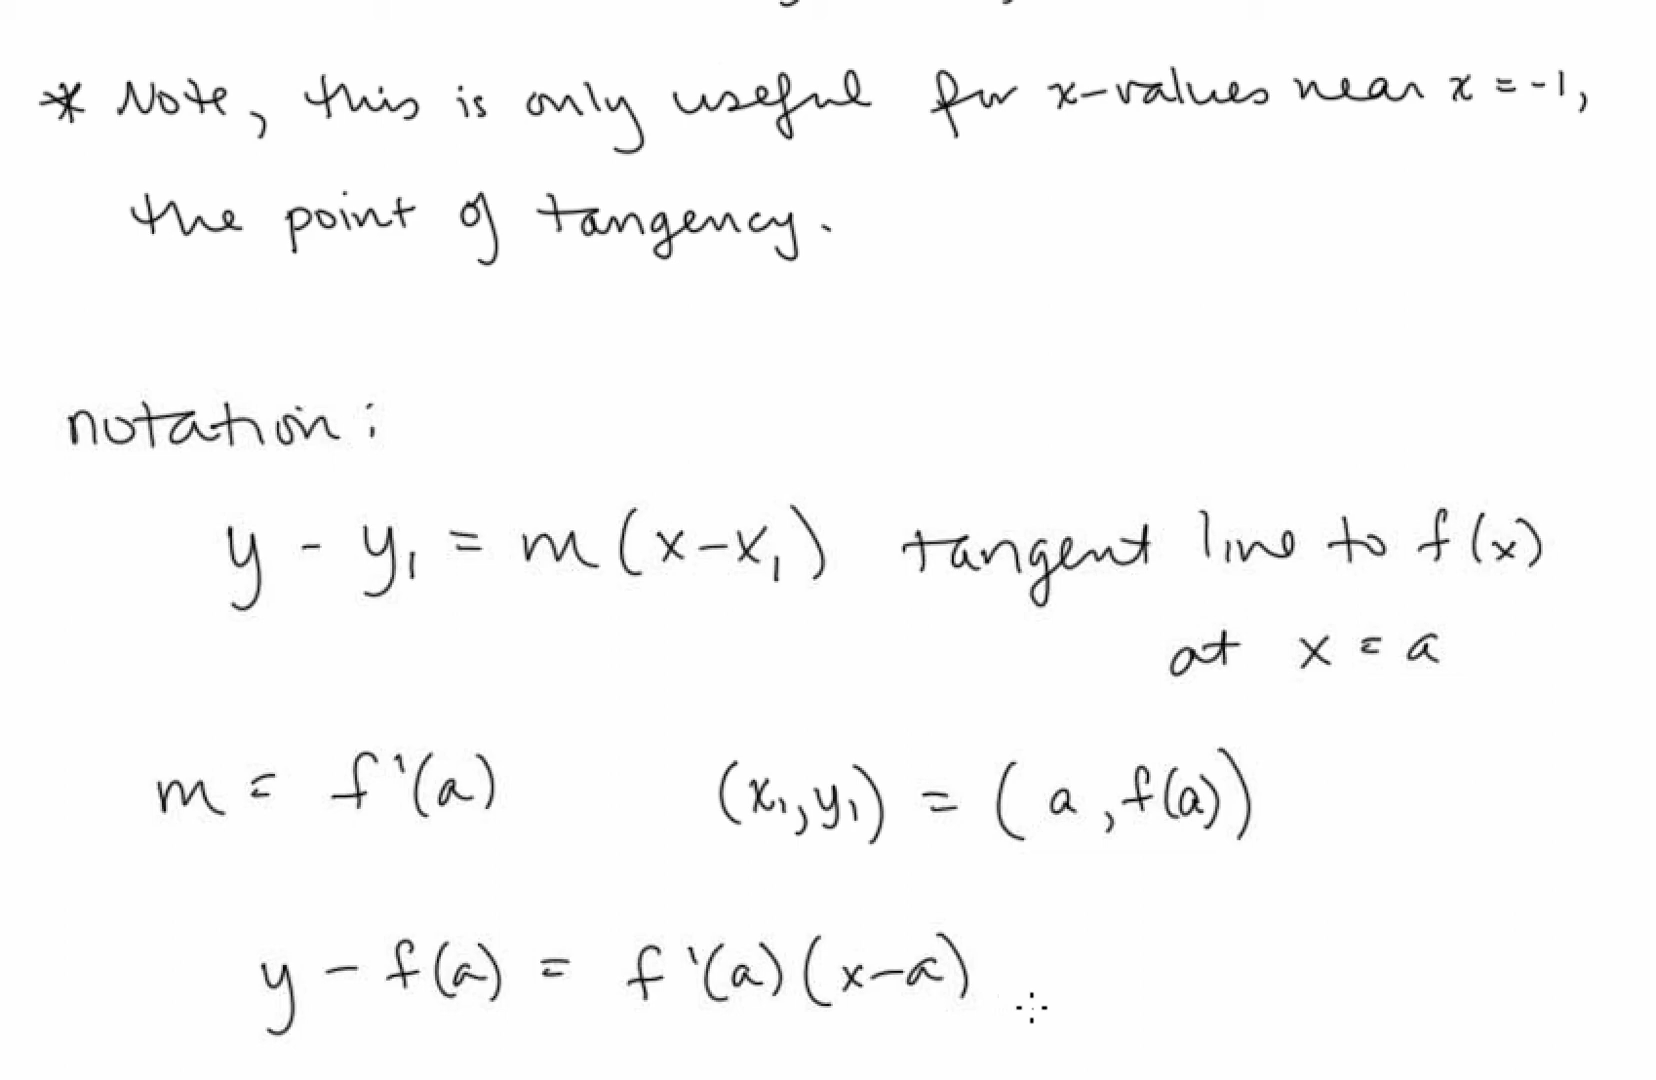 * Note, this is only useful for x-values near x = -1,
the point of tangency.
notation:
y - y₁ = m(x-x₁) tangent line to f(x)
at x = a
m = f'(a) (x₁,y₁) = (a,f(a))
y - f(a) = f'(a)(x-a)